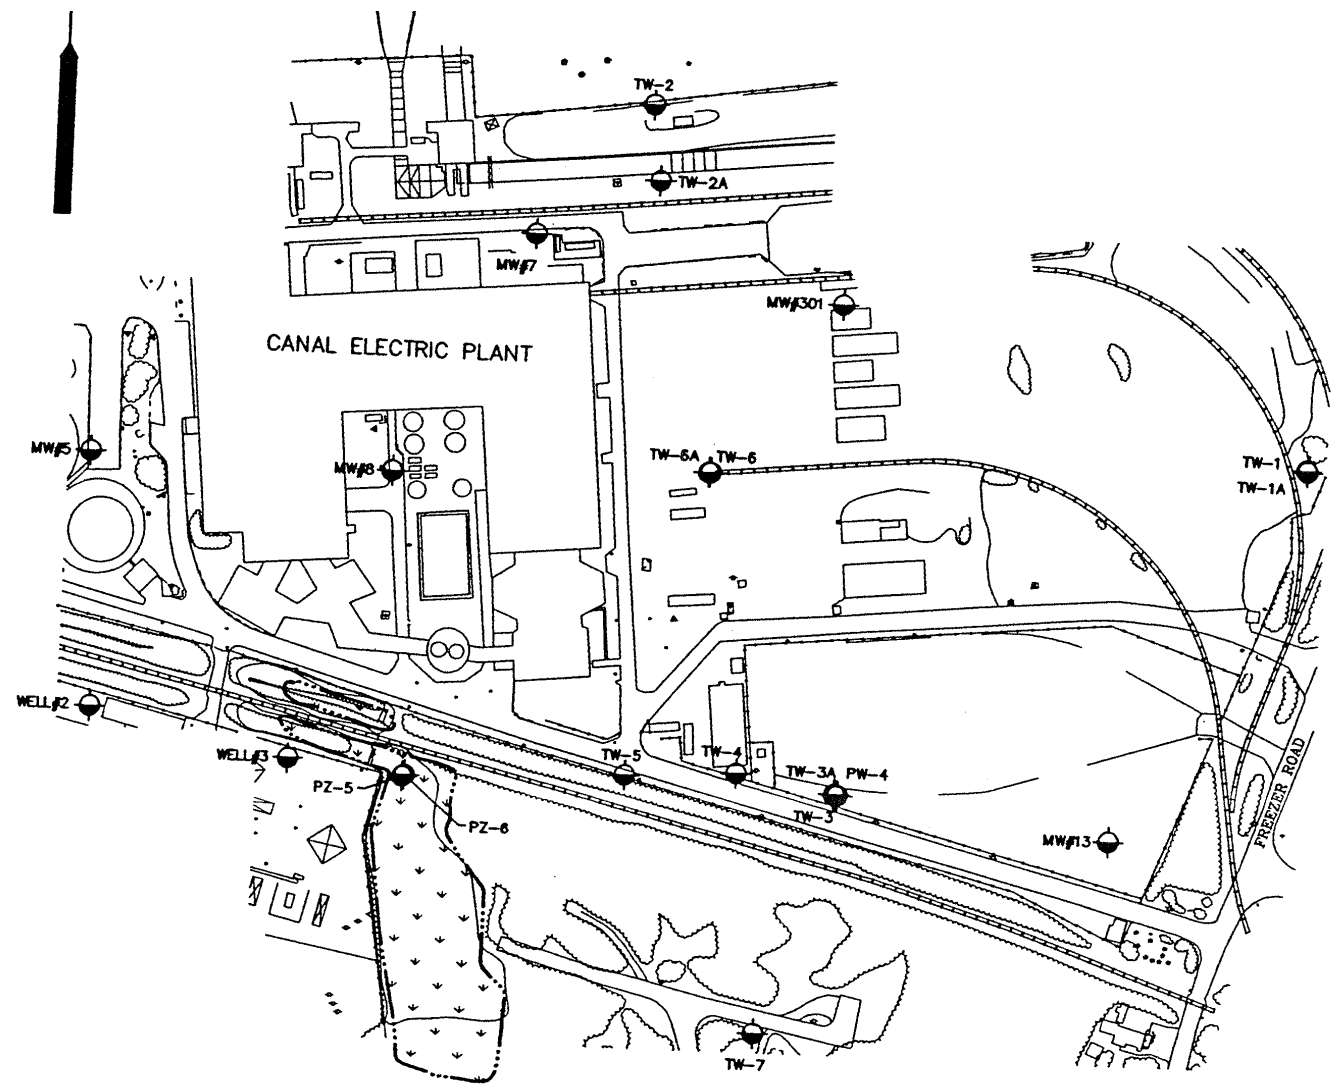 TW-2
TW-2A
MW#7
MW#301
CANAL ELECTRIC PLANT
MW#5
MW#8
TW-6A TW-6
TW-1
TW-1A
WELL#2
WELL#3
TW-5
TW-4
TW-3A PW-4
PZ-5
TW-3
PZ-6
MW#13
FREEZER ROAD
TW-7